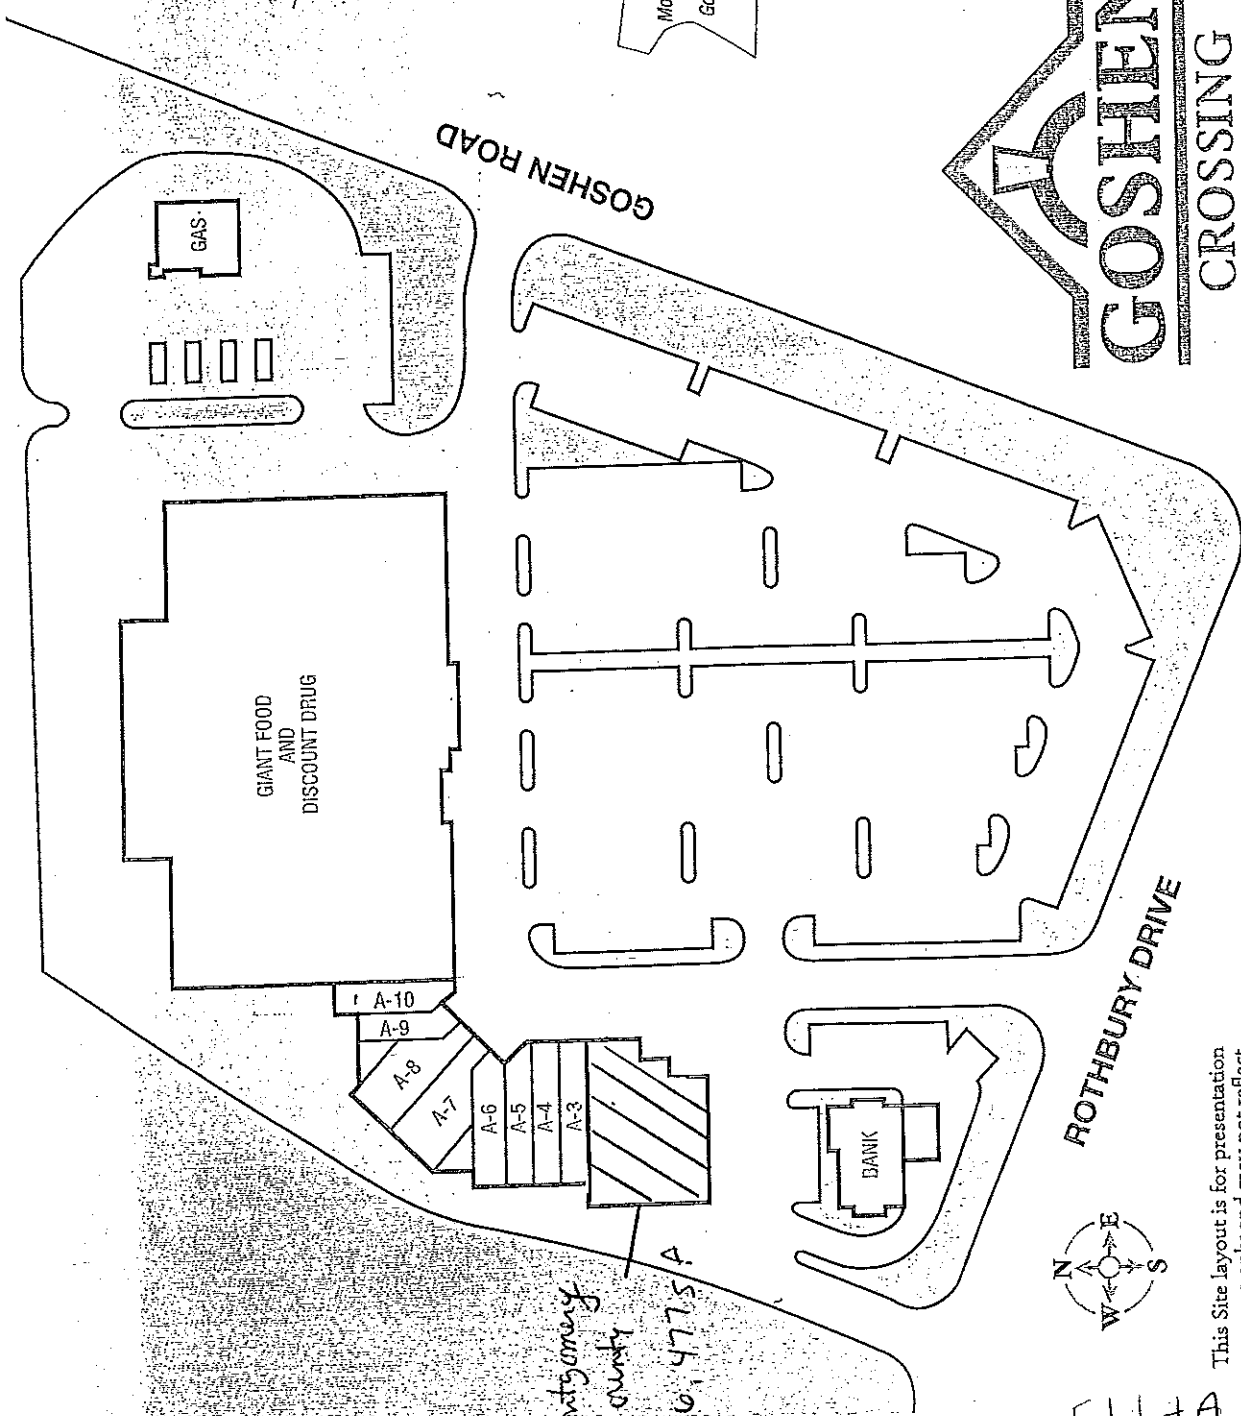 GOSHEN ROAD
GAS
GIANT FOOD
AND
DISCOUNT DRUG
A-10
A-9
A-8
A-7
A-6
A-5
A-4
A-3
BANK
ROTHBURY DRIVE
GOSHEN
CROSSING
N
W
E
S
This Site layout is for presentation